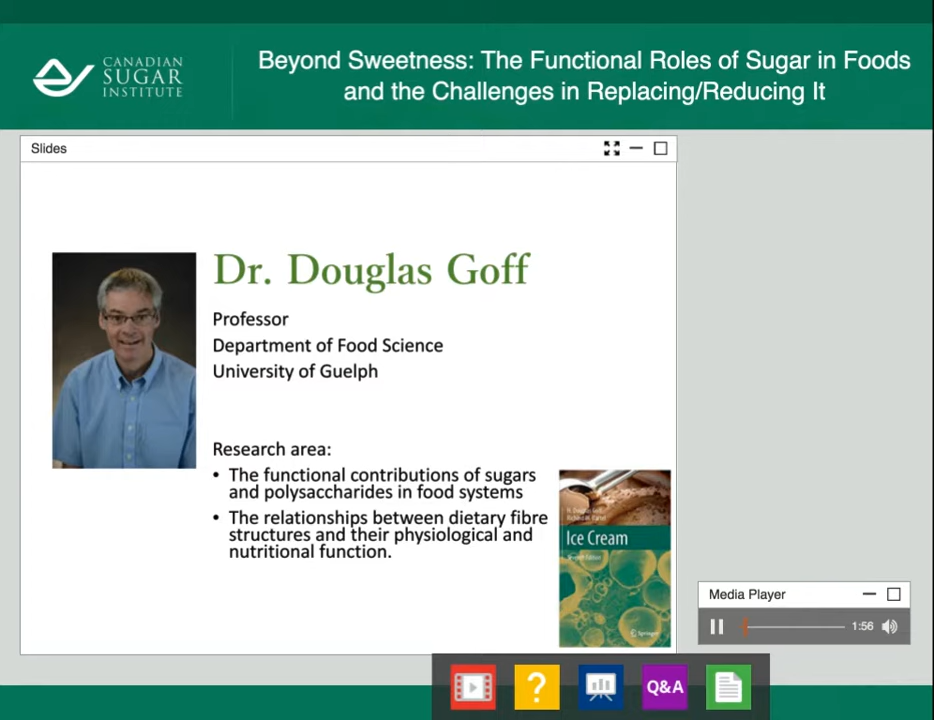 CANADIAN
SUGAR
INSTITUTE
Beyond Sweetness: The Functional Roles of Sugar in Foods
and the Challenges in Replacing/Reducing It
Slides
Dr. Douglas Goff
Professor
Department of Food Science
University of Guelph
Research area:
• The functional contributions of sugars
and polysaccharides in food systems
• The relationships between dietary fibre
structures and their physiological and
nutritional function.
Ice Cream
Springer
Media Player
1:56
?
Q&A